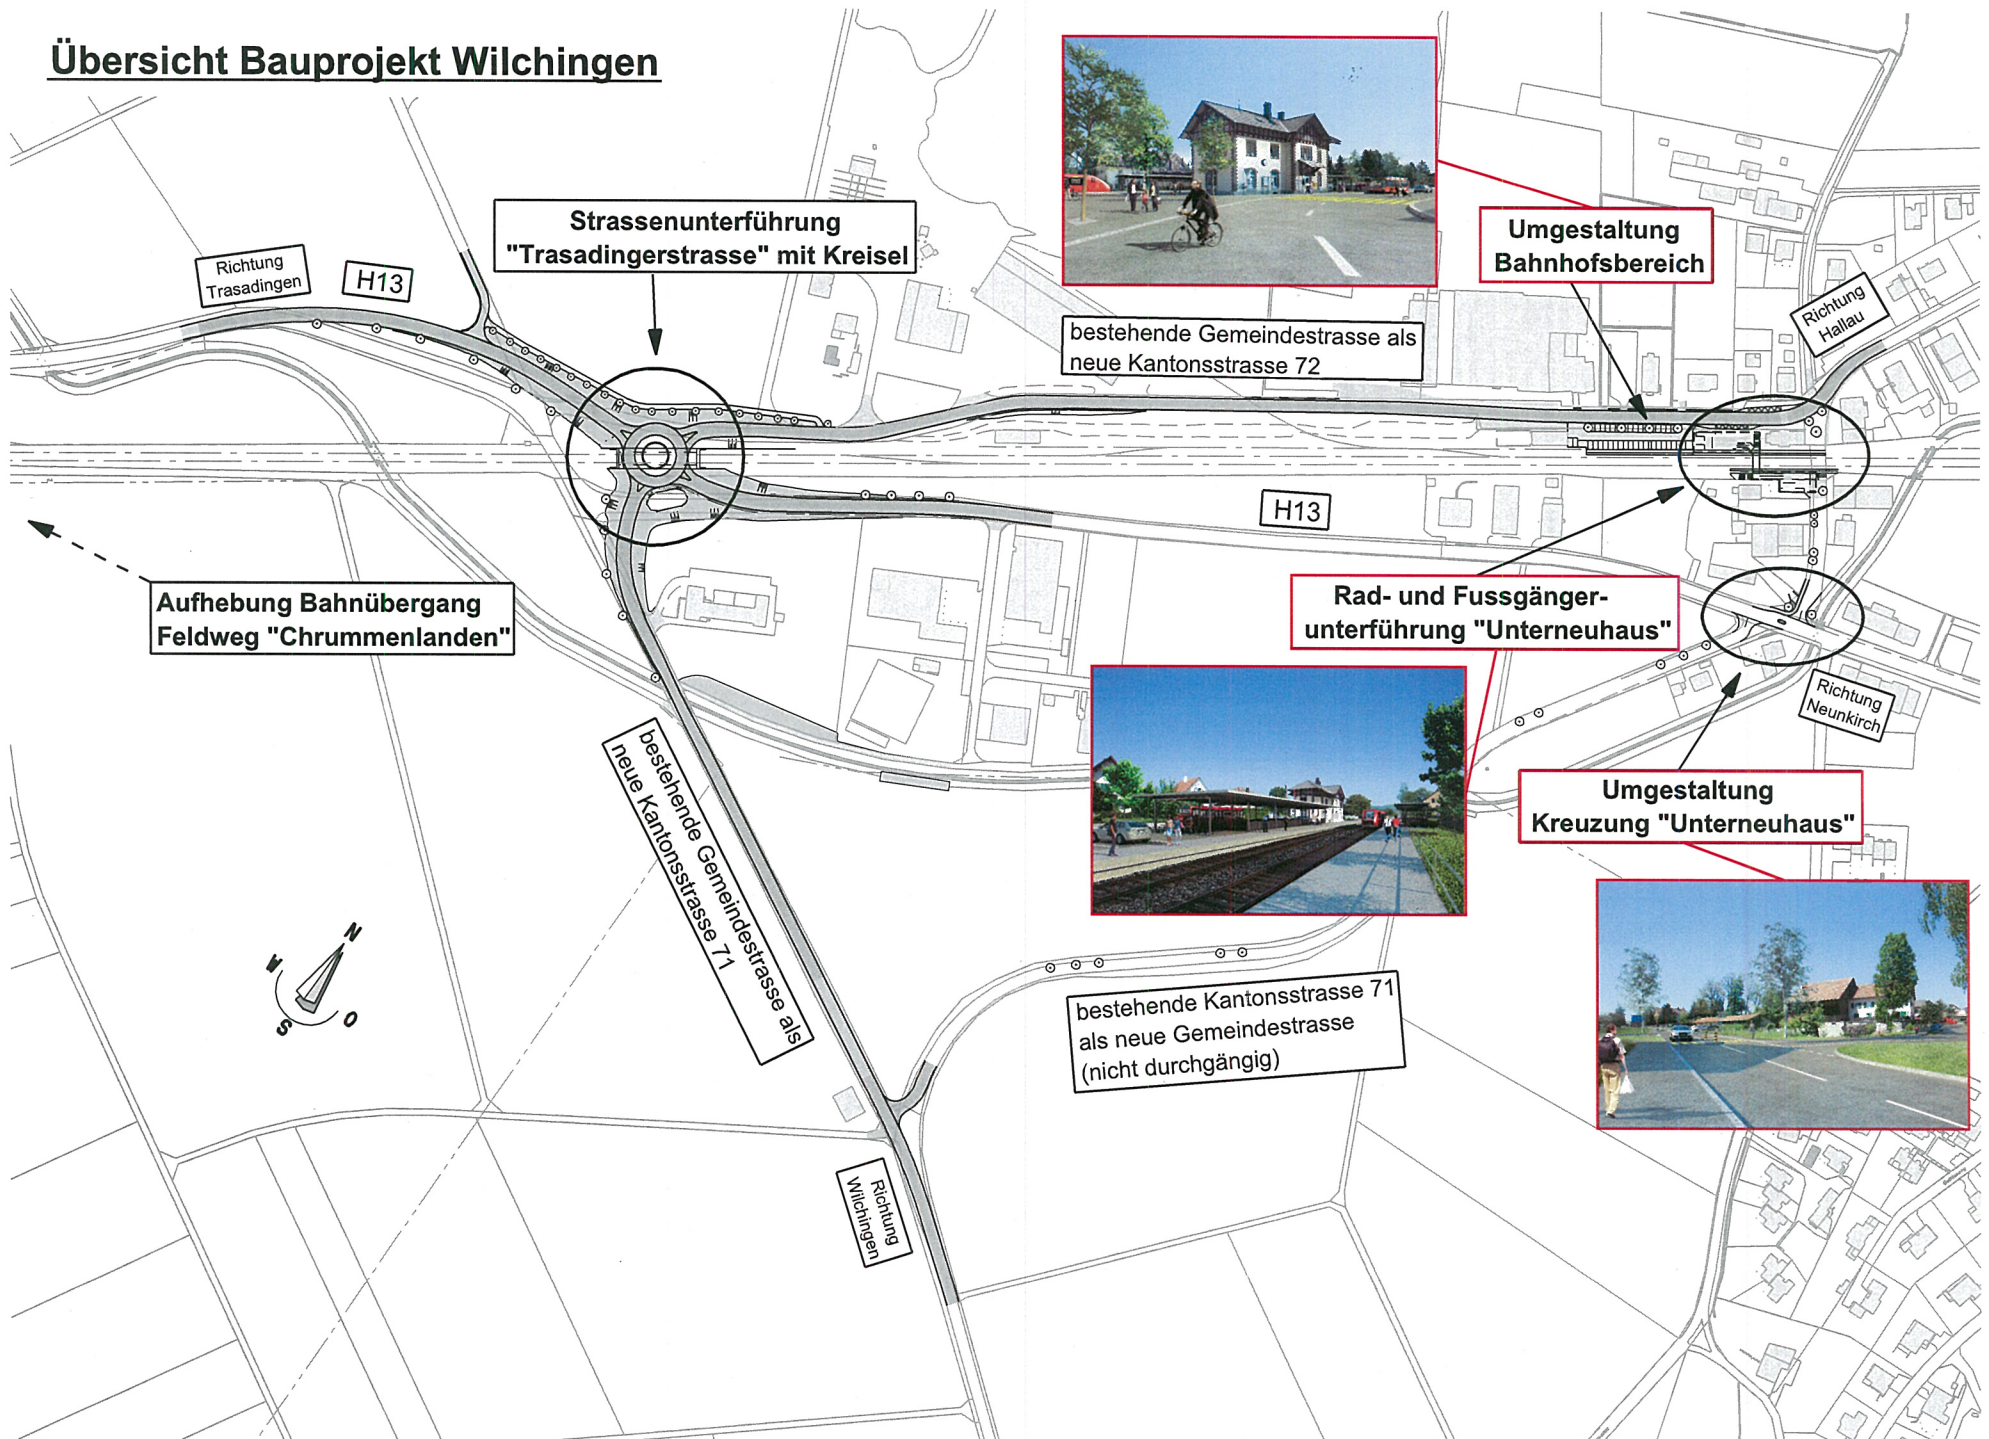 Übersicht Bauprojekt Wilchingen
Strassenunterführung
"Trasadingerstrasse" mit Kreisel
Richtung
Trasadingen
H13
Umgestaltung
Bahnhofsbereich
Richtung
Hallau
bestehende Gemeindestrasse als
neue Kantonsstrasse 72
H13
Aufhebung Bahnübergang
Feldweg "Chrummenlanden"
Rad- und Fussgänger-
unterführung "Unterneuhaus"
Richtung
Neunkirch
bestehende Gemeindestrasse als
neue Kantonsstrasse 71
Umgestaltung
Kreuzung "Unterneuhaus"
N
W
S
O
bestehende Kantonsstrasse 71
als neue Gemeindestrasse
(nicht durchgängig)
Richtung
Wilchingen